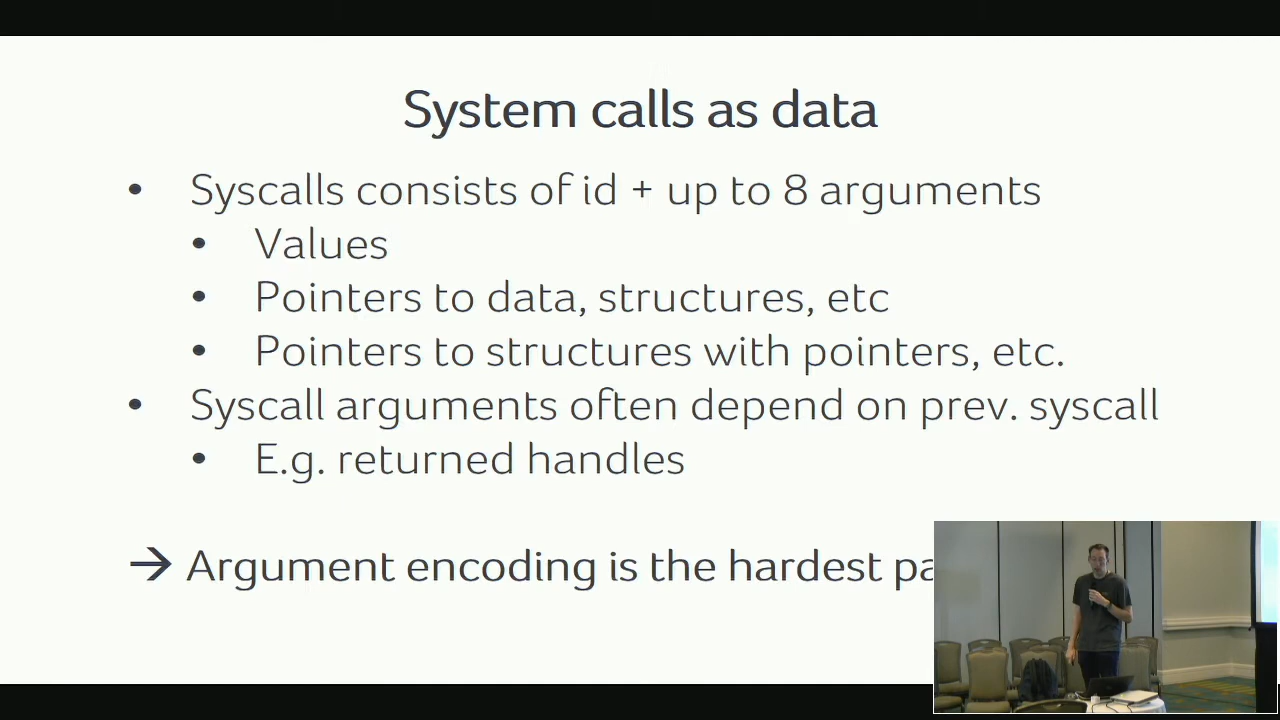 System calls as data
• Syscalls consists of id + up to 8 arguments
• Values
• Pointers to data, structures, etc
• Pointers to structures with pointers, etc.
• Syscall arguments often depend on prev. syscall
• E.g. returned handles
→ Argument encoding is the hardest